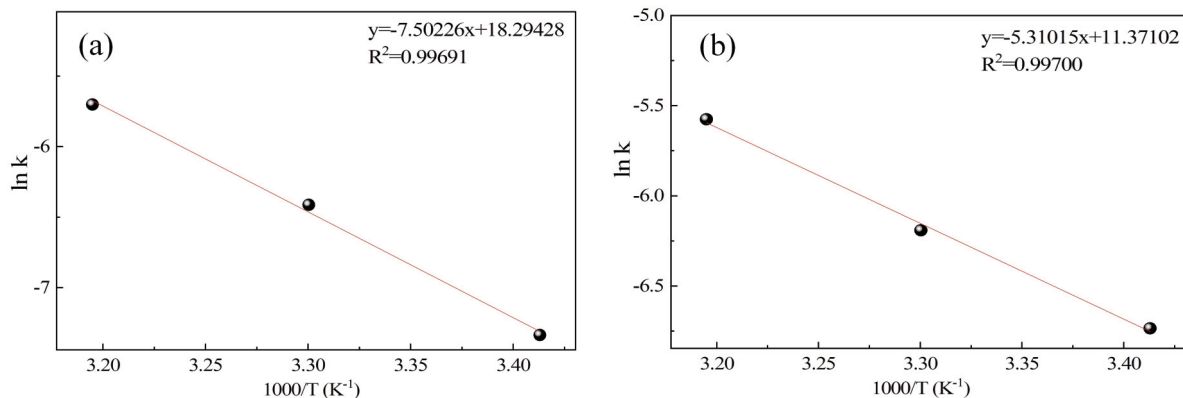 (a)
y=-7.50226x+18.29428
R²=0.99691
ln k
-6
-7
3.20 3.25 3.30 3.35 3.40
1000/T (K⁻¹)
(b)
y=-5.31015x+11.37102
R²=0.99700
ln k
-5.0
-5.5
-6.0
-6.5
3.20 3.25 3.30 3.35 3.40
1000/T (K⁻¹)